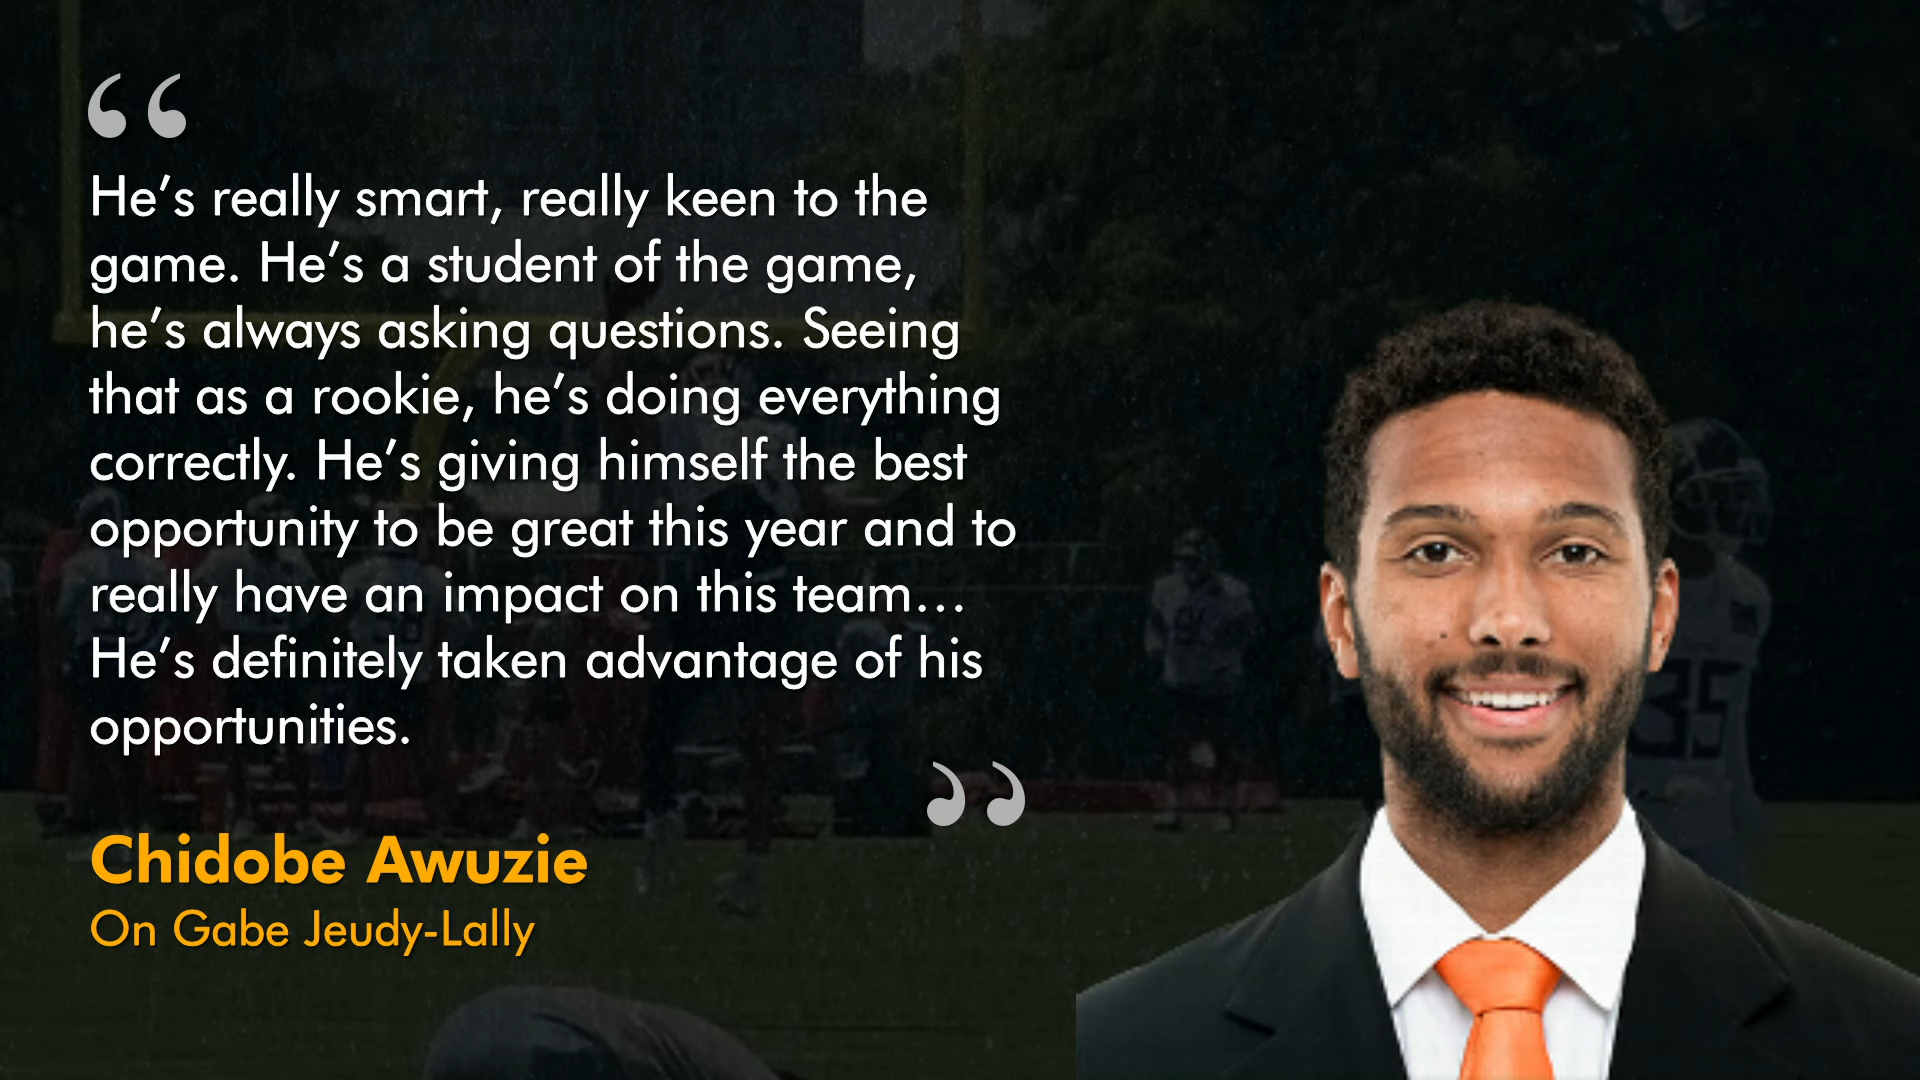 “
He’s really smart, really keen to the
game. He’s a student of the game,
he’s always asking questions. Seeing
that as a rookie, he’s doing everything
correctly. He’s giving himself the best
opportunity to be great this year and to
really have an impact on this team…
He’s definitely taken advantage of his
opportunities.
”
Chidobe Awuzie
On Gabe Jeudy-Lally
35